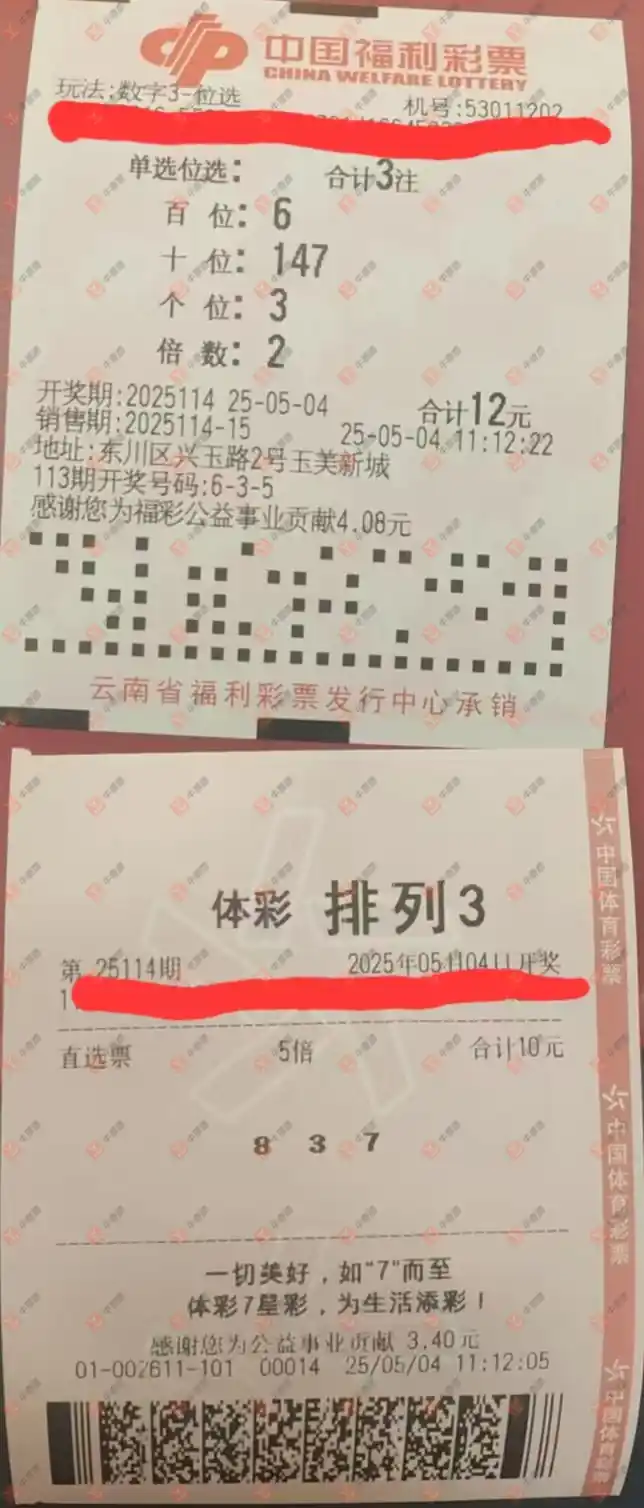 中国福利彩票
CHINA WELFARE LOTTERY
玩法:数字3-位选 机号:53011202
单选位选: 合计3注
百 位: 6
十 位: 147
个 位: 3
倍 数: 2
开奖期:2025114 25-05-04 合计12元
销售期:2025114-15 25-05-04 11:12:22
地址:东川区兴玉路2号玉美新城
113期开奖号码:6-3-5
感谢您为福彩公益事业贡献4.08元
云南省福利彩票发行中心承销
体彩 排列3
第 25114期 2025年05月04日开奖
直选票 5倍 合计10元
8 3 7
一切美好，如“7”而至
体彩7星彩，为生活添彩！
感谢您为公益事业贡献 3.40元
01-002611-101 00014 25/05/04 11:12:05
中国体育彩票
中国体育彩票
中国体育彩票